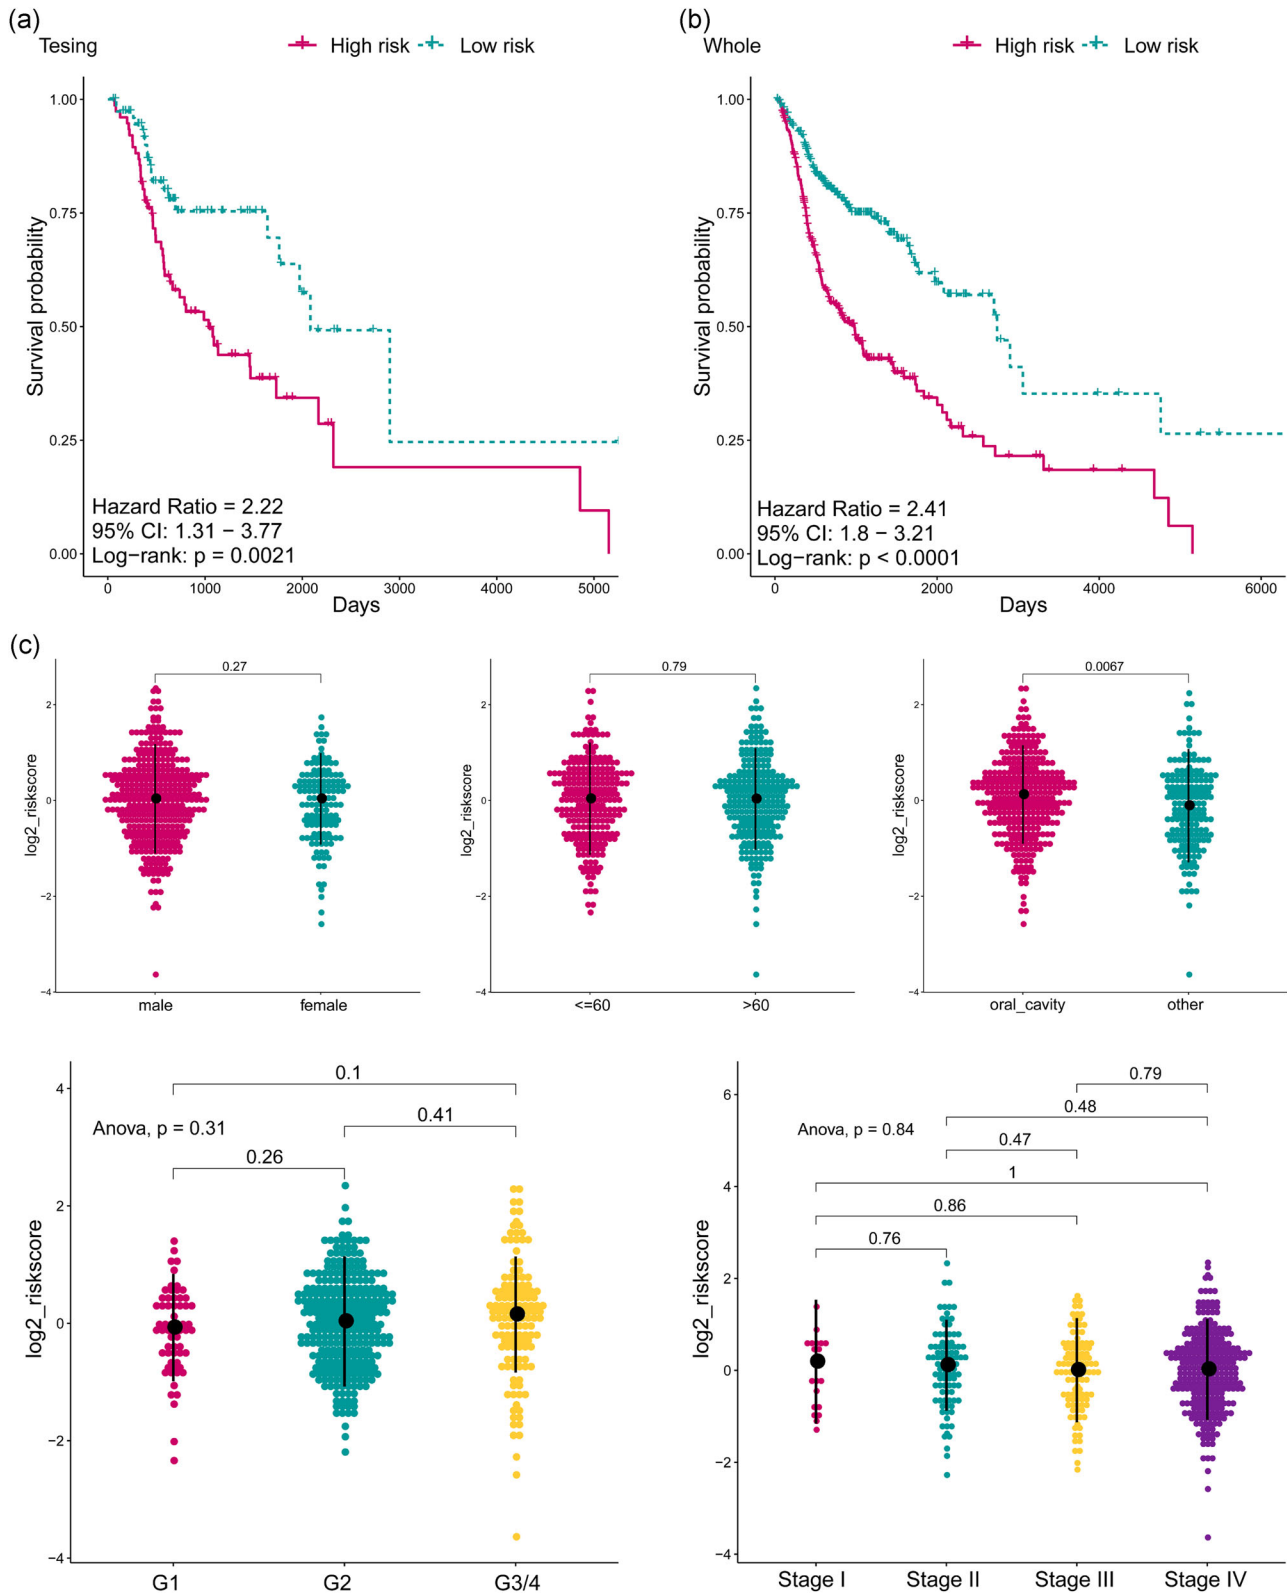 (a)
Tesing
High risk
Low risk
1.00
0.75
0.50
0.25
0.00
Survival probability
Hazard Ratio = 2.22
95% CI: 1.31 − 3.77
Log−rank: p = 0.0021
0
1000
2000
3000
4000
5000
Days
(b)
Whole
High risk
Low risk
1.00
0.75
0.50
0.25
0.00
Survival probability
Hazard Ratio = 2.41
95% CI: 1.8 − 3.21
Log−rank: p < 0.0001
0
2000
4000
6000
Days
(c)
0.27
2
0
−2
−4
log2_riskscore
male
female
0.79
2
0
−2
−4
log2_riskscore
<=60
>60
0.0067
2
0
−2
−4
log2_riskscore
oral_cavity
other
4
2
0
−2
−4
log2_riskscore
0.1
0.41
Anova, p = 0.31
0.26
G1
G2
G3/4
6
4
2
0
−2
−4
log2_riskscore
0.79
0.48
Anova, p = 0.84
0.47
1
0.86
0.76
Stage I
Stage II
Stage III
Stage IV